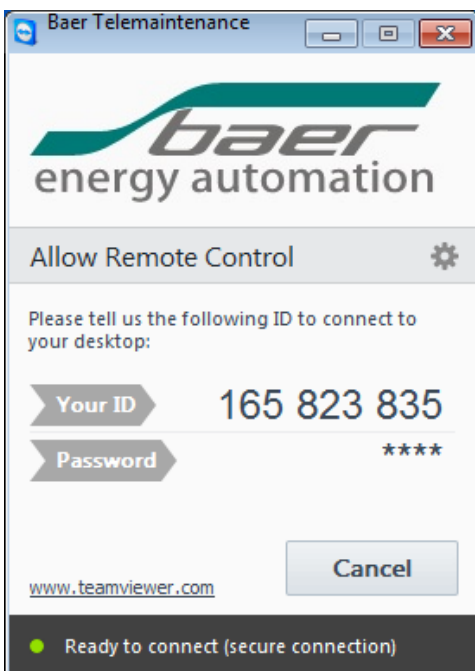 Baer Telemaintenance
baer
energy automation
Allow Remote Control
Please tell us the following ID to connect to
your desktop:
Your ID 165 823 835
Password ****
Cancel
www.teamviewer.com
Ready to connect (secure connection)